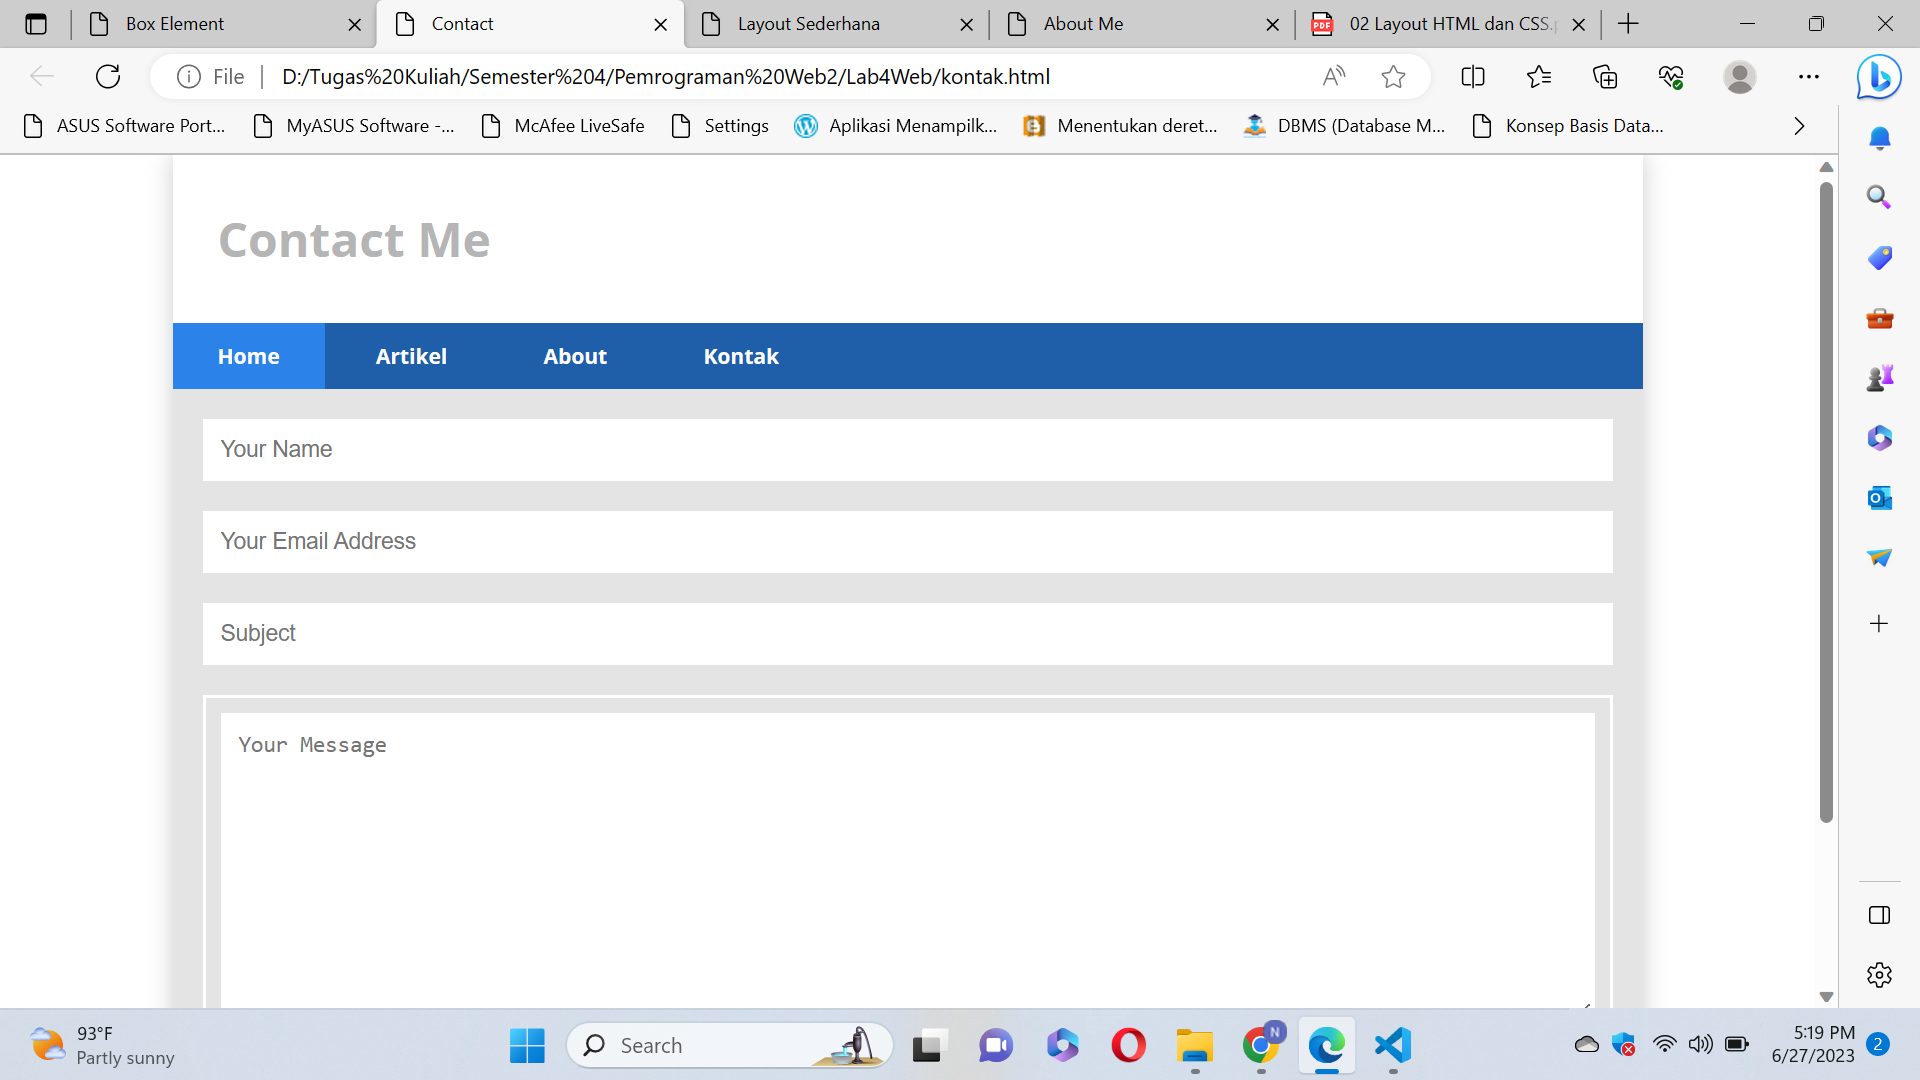 Box Element
Contact
Layout Sederhana
About Me
02 Layout HTML dan CSS.
File
D:/Tugas%20Kuliah/Semester%204/Pemrograman%20Web2/Lab4Web/kontak.html
ASUS Software Port...
MyASUS Software -...
McAfee LiveSafe
Settings
Aplikasi Menampilk...
Menentukan deret...
DBMS (Database M...
Konsep Basis Data...
Contact Me
Home
Artikel
About
Kontak
Your Name
Your Email Address
Subject
Your Message
93°F
Partly sunny
Search
N
5:19 PM
6/27/2023
2